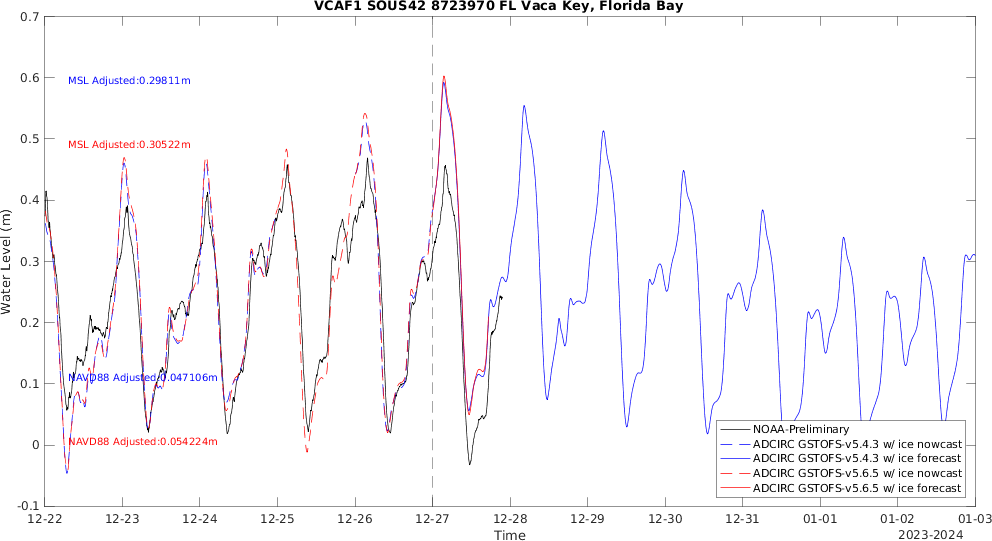 VCAF1 SOUS42 8723970 FL Vaca Key, Florida Bay
0.7
0.6
0.5
0.4
0.3
0.2
0.1
0
-0.1
Water Level (m)
MSL Adjusted:0.29811m
MSL Adjusted:0.30522m
NAVD88 Adjusted:0.047106m
NAVD88 Adjusted:0.054224m
NOAA-Preliminary
ADCIRC GSTOFS-v5.4.3 w/ ice nowcast
ADCIRC GSTOFS-v5.4.3 w/ ice forecast
ADCIRC GSTOFS-v5.6.5 w/ ice nowcast
ADCIRC GSTOFS-v5.6.5 w/ ice forecast
12-22 12-23 12-24 12-25 12-26 12-27 12-28 12-29 12-30 12-31 01-01 01-02 01-03
Time
2023-2024